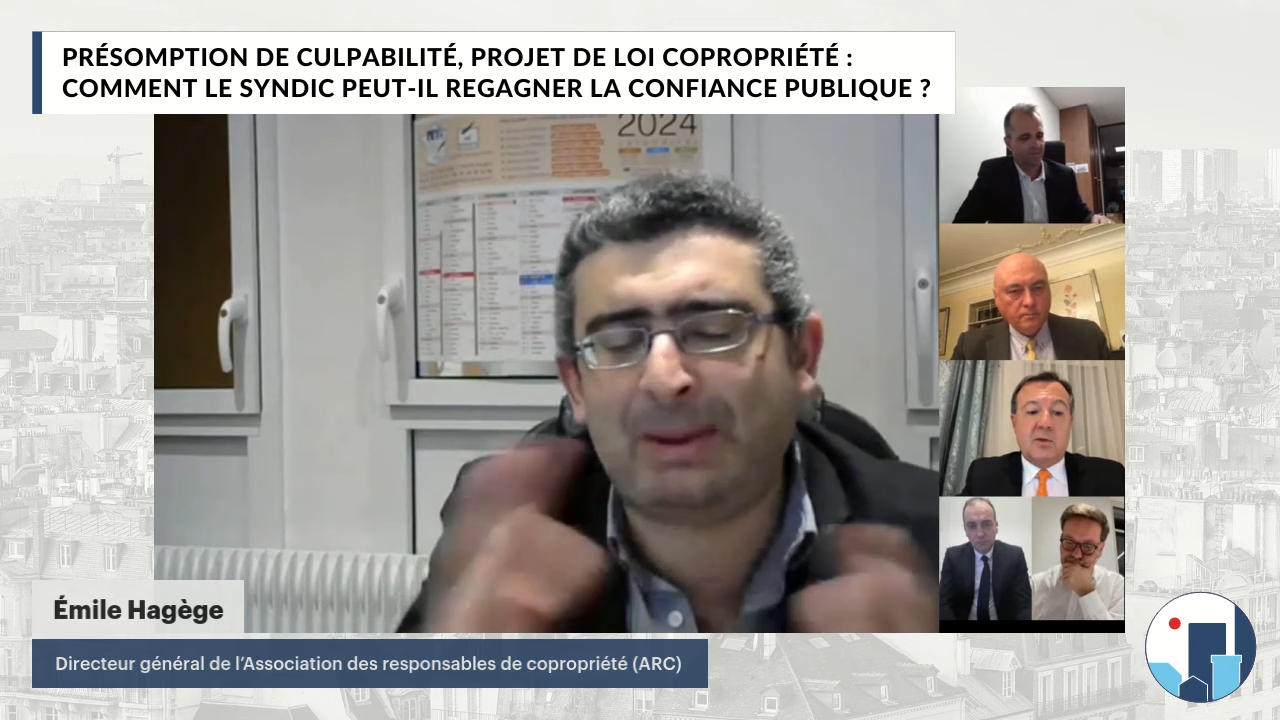 PRÉSOMPTION DE CULPABILITÉ, PROJET DE LOI COPROPRIÉTÉ :
COMMENT LE SYNDIC PEUT-IL REGAGNER LA CONFIANCE PUBLIQUE ?
2024
Émile Hagège
Directeur général de l'Association des responsables de copropriété (ARC)